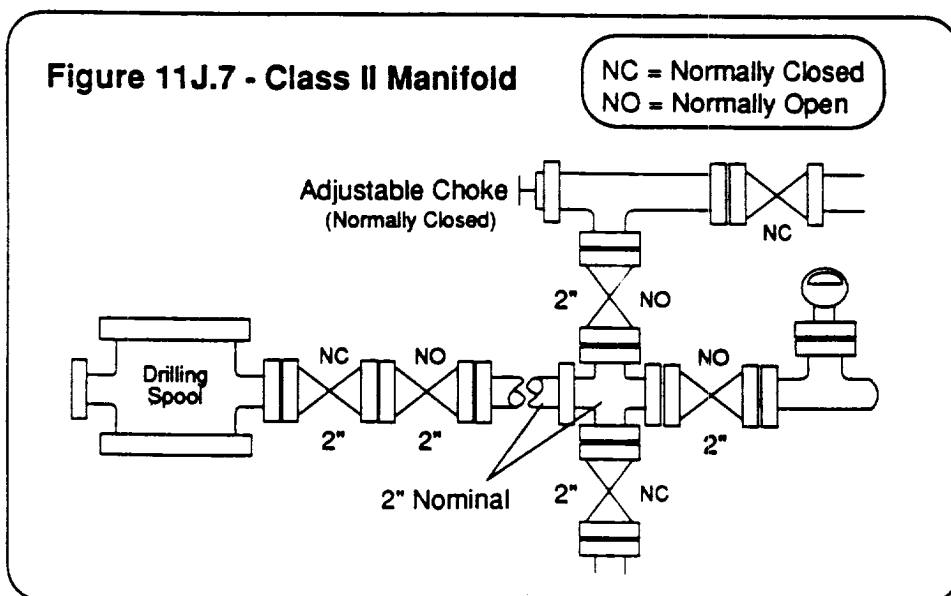 Figure 11J.7 - Class II Manifold
NC = Normally Closed
NO = Normally Open
Adjustable Choke
(Normally Closed)
NC
2"
NO
NC
NO
NO
Drilling
Spool
2"
2"
2"
2" Nominal
2"
NC